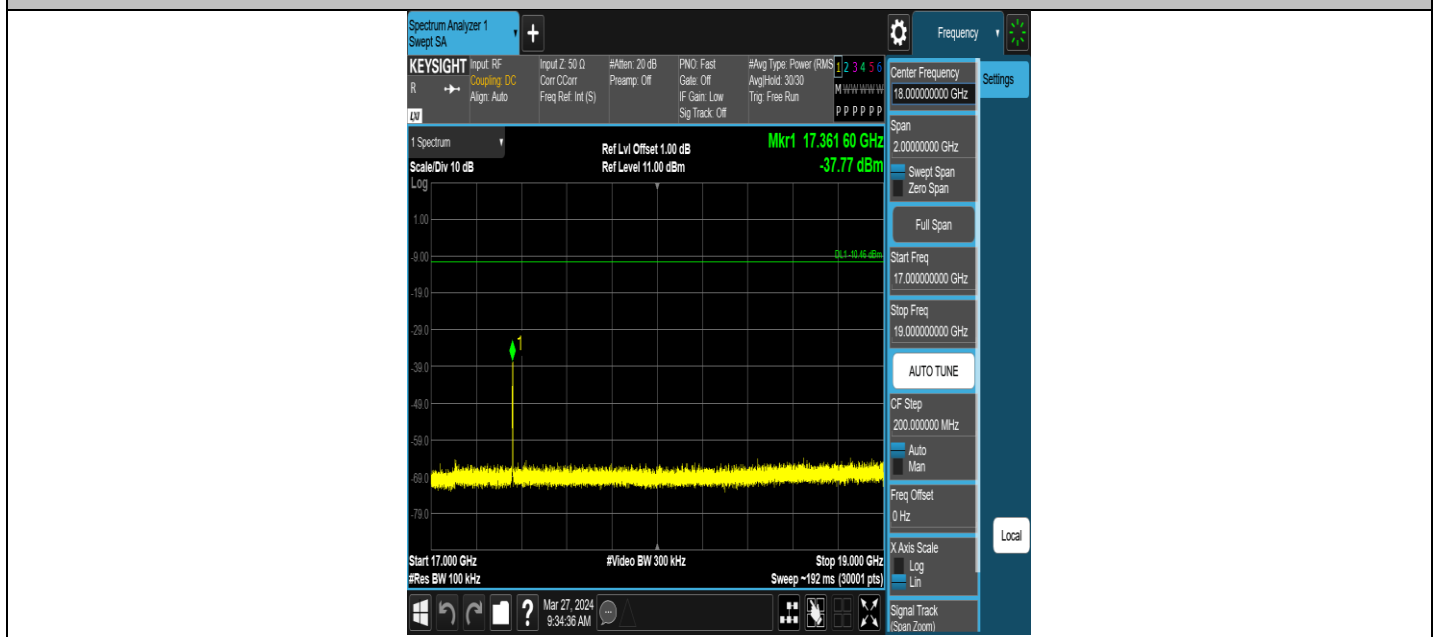 Spectrum Analyzer 1
Swept SA
+
Frequency
KEYSIGHT
R
LXI
Input: RF
Coupling: DC
Align: Auto
Input Z: 50 Ω
Corr CCorr
Freq Ref: Int (S)
#Atten: 20 dB
Preamp: Off
PNO: Fast
Gate: Off
IF Gain: Low
Sig Track: Off
#Avg Type: Power (RMS
Avg|Hold: 30/30
Trig: Free Run
1 2 3 4 5 6
M W W W W W
P P P P P P
1 Spectrum
Scale/Div 10 dB
Ref Lvl Offset 1.00 dB
Ref Level 11.00 dBm
Mkr1 17.361 60 GHz
-37.77 dBm
Log
1.00
-9.00
DL1 -10.46 dBm
-19.0
-29.0
1
-39.0
-49.0
-59.0
-69.0
-79.0
Start 17.000 GHz
#Res BW 100 kHz
#Video BW 300 kHz
Stop 19.000 GHz
Sweep ~192 ms (30001 pts)
?
Mar 27, 2024
9:34:36 AM
Center Frequency
18.000000000 GHz
Settings
Span
2.00000000 GHz
Swept Span
Zero Span
Full Span
Start Freq
17.000000000 GHz
Stop Freq
19.000000000 GHz
AUTO TUNE
CF Step
200.000000 MHz
Auto
Man
Freq Offset
0 Hz
X Axis Scale
Log
Lin
Signal Track
(Span Zoom)
Local